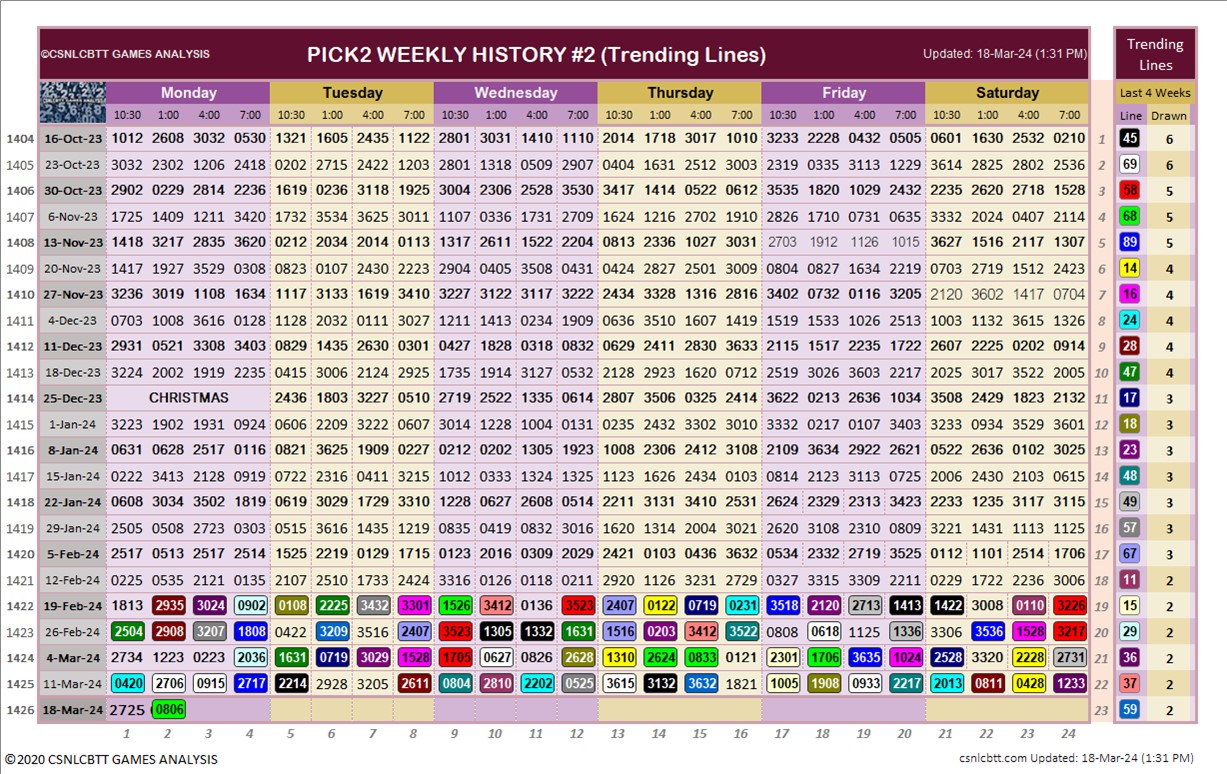 ©CSNLCBTT GAMES ANALYSIS PICK2 WEEKLY HISTORY #2 (Trending Lines) Updated: 18-Mar-24 (1:31 PM) Trending Lines
Monday Tuesday Wednesday Thursday Friday Saturday Last 4 Weeks
10:30 1:00 4:00 7:00 10:30 1:00 4:00 7:00 10:30 1:00 4:00 7:00 10:30 1:00 4:00 7:00 10:30 1:00 4:00 7:00 10:30 1:00 4:00 7:00 Line Drawn
1404 16-Oct-23 1012 2608 3032 0530 1321 1605 2435 1122 2801 3031 1410 1110 2014 1718 3017 1010 3233 2228 0432 0505 0601 1630 2532 0210 1 45 6
1405 23-Oct-23 3032 2302 1206 2418 0202 2715 2422 1203 2801 1318 0509 2907 0404 1631 2512 3003 2319 0335 3113 1229 3614 2825 2802 2536 2 69 6
1406 30-Oct-23 2902 0229 2814 2236 1619 0236 3118 1925 3004 2306 2528 3530 3417 1414 0522 0612 3535 1820 1029 2432 2235 2620 2718 1528 3 58 5
1407 6-Nov-23 1725 1409 1211 3420 1732 3534 3625 3011 1107 0336 1731 2709 1624 1216 2702 1910 2826 1710 0731 0635 3332 2024 0407 2114 4 68 5
1408 13-Nov-23 1418 3217 2835 3620 0212 2034 2014 0113 1317 2611 1522 2204 0813 2336 1027 3031 2703 1912 1126 1015 3627 1516 2117 1307 5 89 5
1409 20-Nov-23 1417 1927 3529 0308 0823 0107 2430 2223 2904 0405 3508 0431 0424 2827 2501 3009 0804 0827 1634 2219 0703 2719 1512 2423 6 14 4
1410 27-Nov-23 3236 3019 1108 1634 1117 3133 1619 3410 3227 3122 3117 3222 2434 3328 1316 2816 3402 0732 0116 3205 2120 3602 1417 0704 7 16 4
1411 4-Dec-23 0703 1008 3616 0128 1128 2032 0111 3027 1211 1413 0234 1909 0636 3510 1607 1419 1519 1533 1026 2513 1003 1132 3615 1326 8 24 4
1412 11-Dec-23 2931 0521 3308 3403 0829 1435 2630 0301 0427 1828 0318 0832 0629 2411 2830 3633 2115 1517 2235 1722 2607 2225 0202 0914 9 28 4
1413 18-Dec-23 3224 2002 1919 2235 0415 3006 2124 2925 1735 1914 3127 0532 2128 2923 1620 0712 2519 3026 3603 2217 2025 3017 3522 2005 10 47 4
1414 25-Dec-23 CHRISTMAS 2436 1803 3227 0510 2719 2522 1335 0614 2807 3506 0325 2414 3622 0213 2636 1034 3508 2429 1823 2132 11 17 3
1415 1-Jan-24 3223 1902 1931 0924 0606 2209 3222 0607 3014 1228 1004 0131 0235 2432 3302 3010 3332 0217 0107 3403 3233 0934 3529 3601 12 18 3
1416 8-Jan-24 0631 0628 2517 0116 0821 3625 1909 0227 0212 0202 1305 1923 1008 2306 2412 3108 2109 3634 2922 2621 0522 2636 0102 3025 13 23 3
1417 15-Jan-24 0222 3413 2128 0919 0722 2316 0411 3213 1012 0333 1324 1325 1123 1626 2434 0103 0814 2123 3113 0725 2006 2430 2103 0615 14 48 3
1418 22-Jan-24 0608 3034 3502 1819 0619 3029 1729 3310 1228 0627 2608 0514 2211 3131 3410 2531 2624 2329 2313 3423 2233 1235 3117 3115 15 49 3
1419 29-Jan-24 2505 0508 2723 0303 0515 3616 1435 1219 0835 0419 0832 3016 1620 1314 2004 3021 2620 3108 2310 0809 3221 1431 1113 1125 16 57 3
1420 5-Feb-24 2517 0513 2517 2514 1525 2219 0129 1715 0123 2016 0309 2029 2421 0103 0436 3632 0534 2332 2719 3525 0112 1101 2514 1706 17 67 3
1421 12-Feb-24 0225 0535 2121 0135 2107 2510 1733 2424 3316 0126 0118 0211 2920 1126 3231 2729 0327 3315 3309 2211 0229 1722 2236 3006 18 11 2
1422 19-Feb-24 1813 2935 3024 0902 0108 2225 3432 3301 1526 3412 0136 3523 2407 0122 0719 0231 3518 2120 2713 1413 1422 3008 0110 3226 19 15 2
1423 26-Feb-24 2504 2908 3207 1808 0422 3209 3516 2407 3523 1305 1332 1631 1516 0203 3412 3522 0808 0618 1125 1336 3306 3536 1528 3217 20 29 2
1424 4-Mar-24 2734 1223 0223 2036 1631 0719 3029 1528 1705 0627 0826 2628 1310 2624 0833 0121 2301 1706 3635 1024 2528 3320 2228 2731 21 36 2
1425 11-Mar-24 0420 2706 0915 2717 2214 2928 3205 2611 0804 2810 2202 0525 3615 3132 3632 1821 1005 1908 0933 2217 2013 0811 0428 1233 22 37 2
1426 18-Mar-24 2725 0806 23 59 2
1 2 3 4 5 6 7 8 9 10 11 12 13 14 15 16 17 18 19 20 21 22 23 24
©2020 CSNLCBTT GAMES ANALYSIS csnlcbtt.com Updated: 18-Mar-24 (1:31 PM)